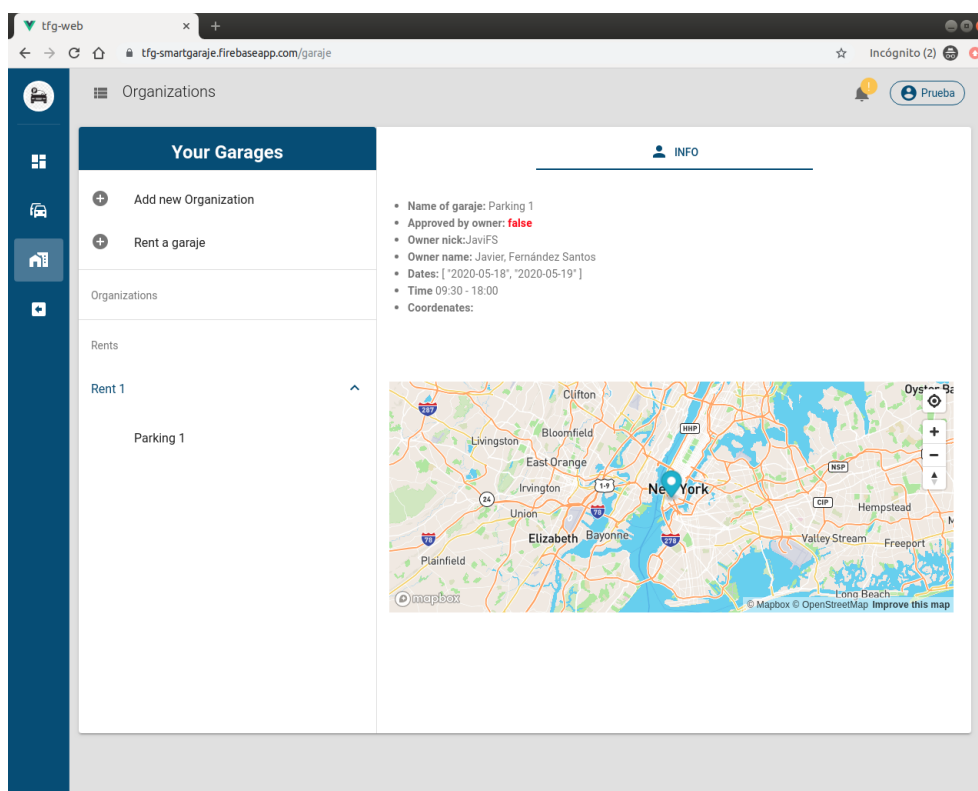 tfg-web
tfg-smartgaraje.firebaseapp.com/garaje
Incógnito (2)
Organizations
!
Prueba
Your Garages
INFO
Add new Organization
Rent a garaje
Organizations
Rents
Rent 1
Parking 1
Name of garaje: Parking 1
Approved by owner: false
Owner nick:JaviFS
Owner name: Javier, Fernández Santos
Dates: [ "2020-05-18", "2020-05-19" ]
Time 09:30 - 18:00
Coordenates:
Clifton
287
Bloomfield
HHP
Livingston
East Orange
NSP
Irvington
1-9
New York
24
CIP
Hempstead
Union
78
Elizabeth
Bayonne
78
278
Valley Stream
Freeport
Plainfield
Long Beach
mapbox
© Mapbox © OpenStreetMap Improve this map